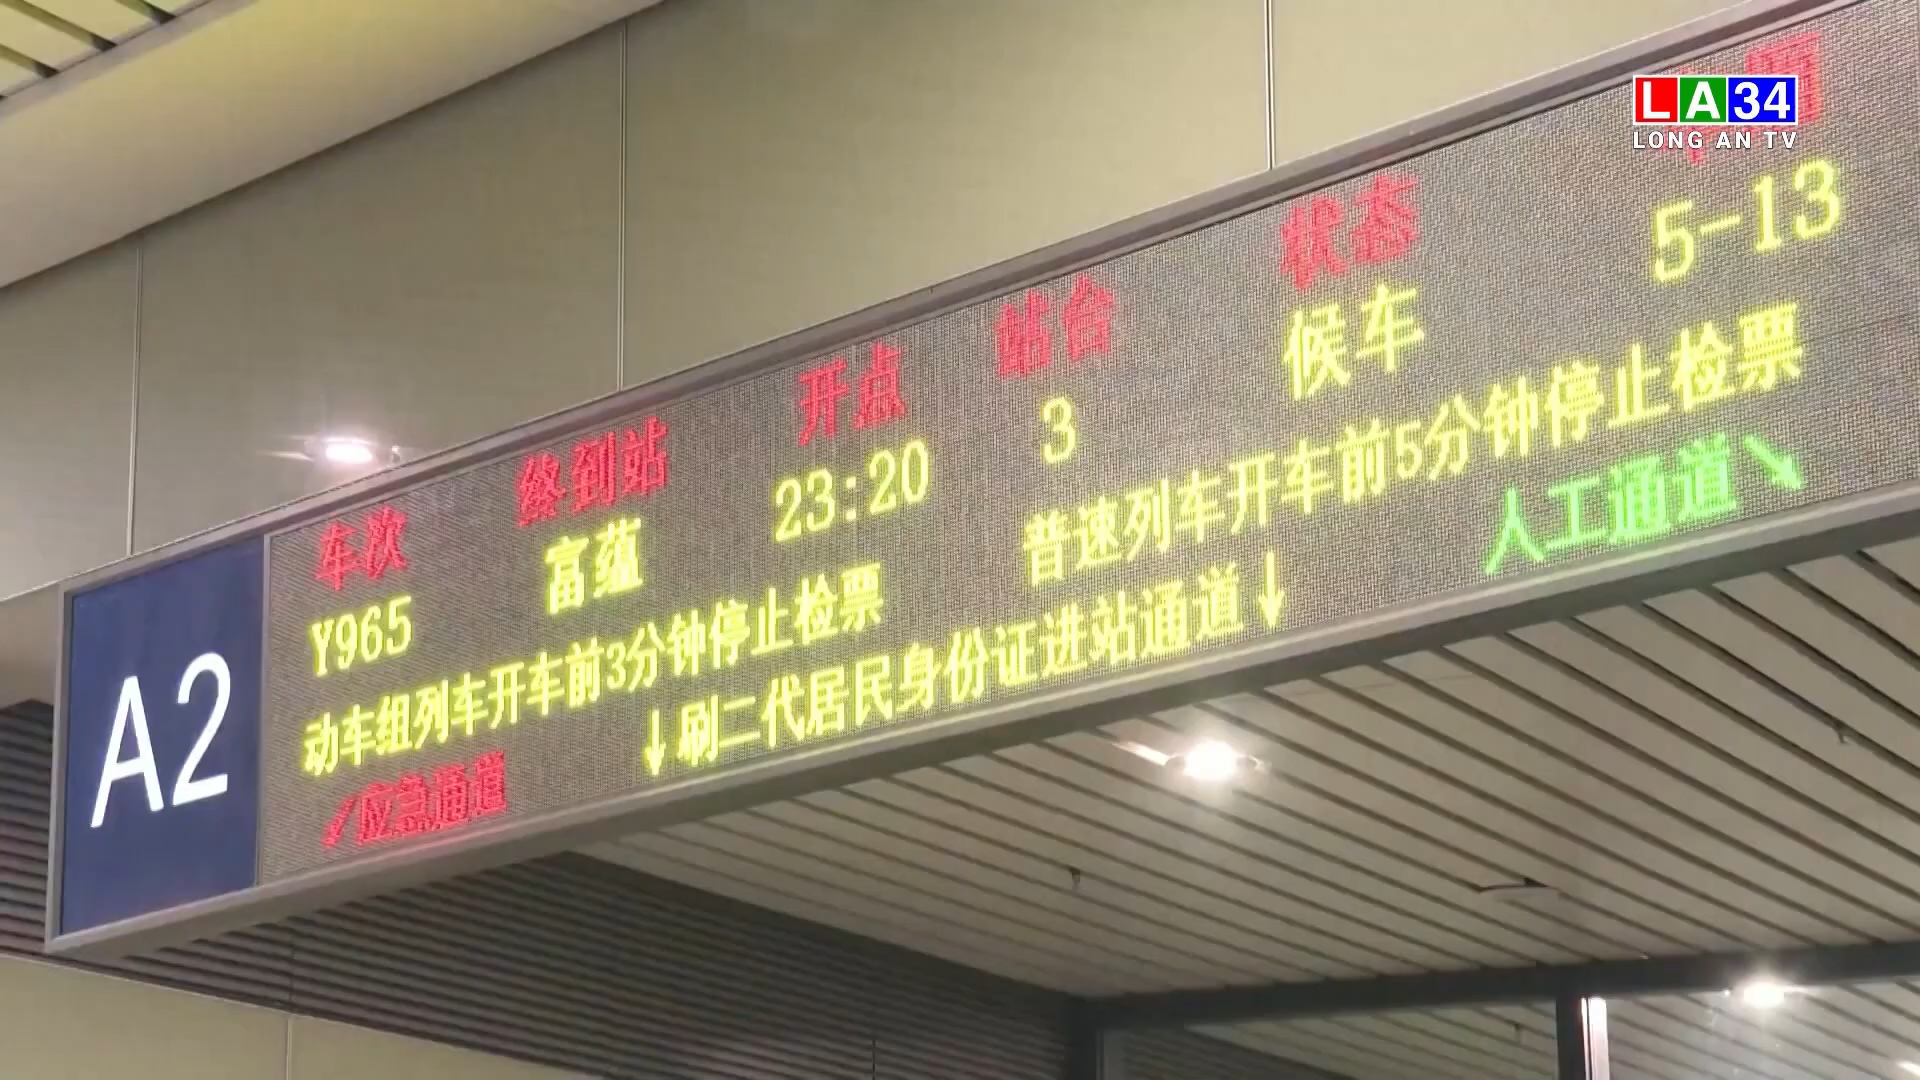 LA34
LONG AN TV
A2
车次 终到站 开点 站台 状态
Y965 富蕴 23:20 3 候车 5-13
动车组列车开车前3分钟停止检票 普速列车开车前5分钟停止检票
↙应急通道 ↓刷二代居民身份证进站通道↓ 人工通道↘